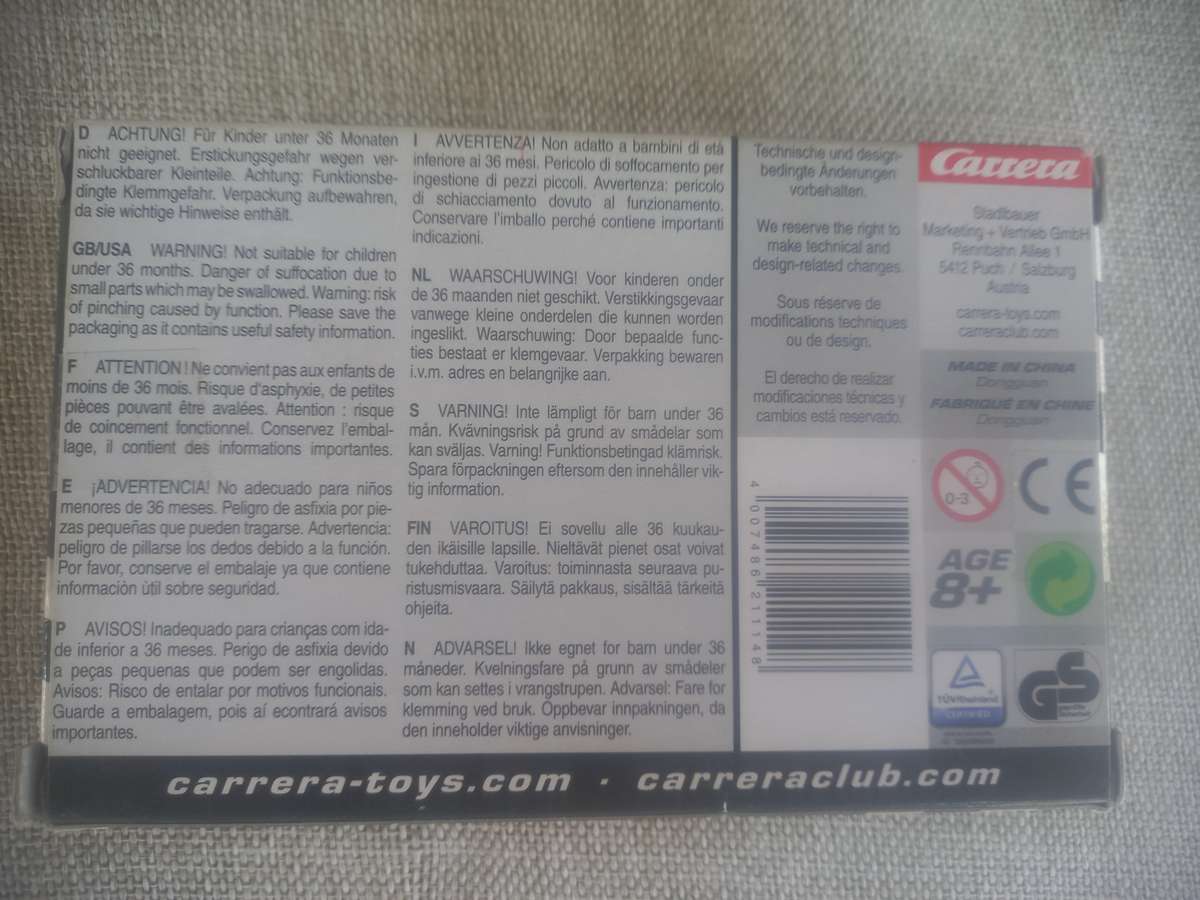 D ACHTUNG! Für Kinder unter 36 Monaten
nicht geeignet. Erstickungsgefahr wegen ver-
schluckbarer Kleinteile. Achtung: Funktionsbe-
dingte Klemmgefahr. Verpackung aufbewahren,
da sie wichtige Hinweise enthält.
GB/USA WARNING! Not suitable for children
under 36 months. Danger of suffocation due to
small parts which may be swallowed. Warning: risk
of pinching caused by function. Please save the
packaging as it contains useful safety information.
F ATTENTION! Ne convient pas aux enfants de
moins de 36 mois. Risque d'asphyxie, de petites
pièces pouvant être avalées. Attention : risque
de coincement fonctionnel. Conservez l'embal-
lage, il contient des informations importantes.
E ¡ADVERTENCIA! No adecuado para niños
menores de 36 meses. Peligro de asfixia por pie-
zas pequeñas que pueden tragarse. Advertencia:
peligro de pillarse los dedos debido a la función.
Por favor, conserve el embalaje ya que contiene
informaciòn ùtil sobre seguridad.
P AVISOS! Inadequado para crianças com ida-
de inferior a 36 meses. Perigo de asfixia devido
a peças pequenas que podem ser engolidas.
Avisos: Risco de entalar por motivos funcionais.
Guarde a embalagem, pois aí econtrará avisos
importantes.
I AVVERTENZA! Non adatto a bambini di età
inferiore ai 36 mesi. Pericolo di soffocamento per
ingestione di pezzi piccoli. Avvertenza: pericolo
di schiacciamento dovuto al funzionamento.
Conservare l'imballo perché contiene importanti
indicazioni.
NL WAARSCHUWING! Voor kinderen onder
de 36 maanden niet geschikt. Verstikkingsgevaar
vanwege kleine onderdelen die kunnen worden
ingeslikt. Waarschuwing: Door bepaalde func-
ties bestaat er klemgevaar. Verpakking bewaren
i.v.m. adres en belangrijke aan.
S VARNING! Inte lämpligt för barn under 36
mån. Kvävningsrisk på grund av smådelar som
kan sväljas. Varning! Funktionsbetingad klämrisk.
Spara förpackningen eftersom den innehåller vik-
tig information.
FIN VAROITUS! Ei sovellu alle 36 kuukau-
den ikäisille lapsille. Nieltävät pienet osat voivat
tukehduttaa. Varoitus: toiminnasta seuraava pu-
ristusmisvaara. Säilytä pakkaus, sisältää tärkeitä
ohjeita.
N ADVARSEL! Ikke egnet for barn under 36
måneder. Kvelningsfare på grunn av smådeler
som kan settes i vrangstrupen. Advarsel: Fare for
klemming ved bruk. Oppbevar innpakningen, da
den inneholder viktige anvisninger.
Technische und design-
bedingte Änderungen
vorbehalten.
We reserve the right to
make technical and
design-related changes.
Sous réserve de
modifications techniques
ou de design.
El derecho de realizar
modificaciones técnicas y
cambios está reservado.
4 007486 211148
Carrera
Stadlbauer
Marketing + Vertrieb GmbH
Rennbahn Allee 1
5412 Puch / Salzburg
Austria
carrera-toys.com
carreraclub.com
MADE IN CHINA
Dongguan
FABRIQUÉ EN CHINE
Dongguan
0-3
CE
AGE
8+
TÜVRheinland
CERTIFIED
GS
carrera-toys.com · carreraclub.com